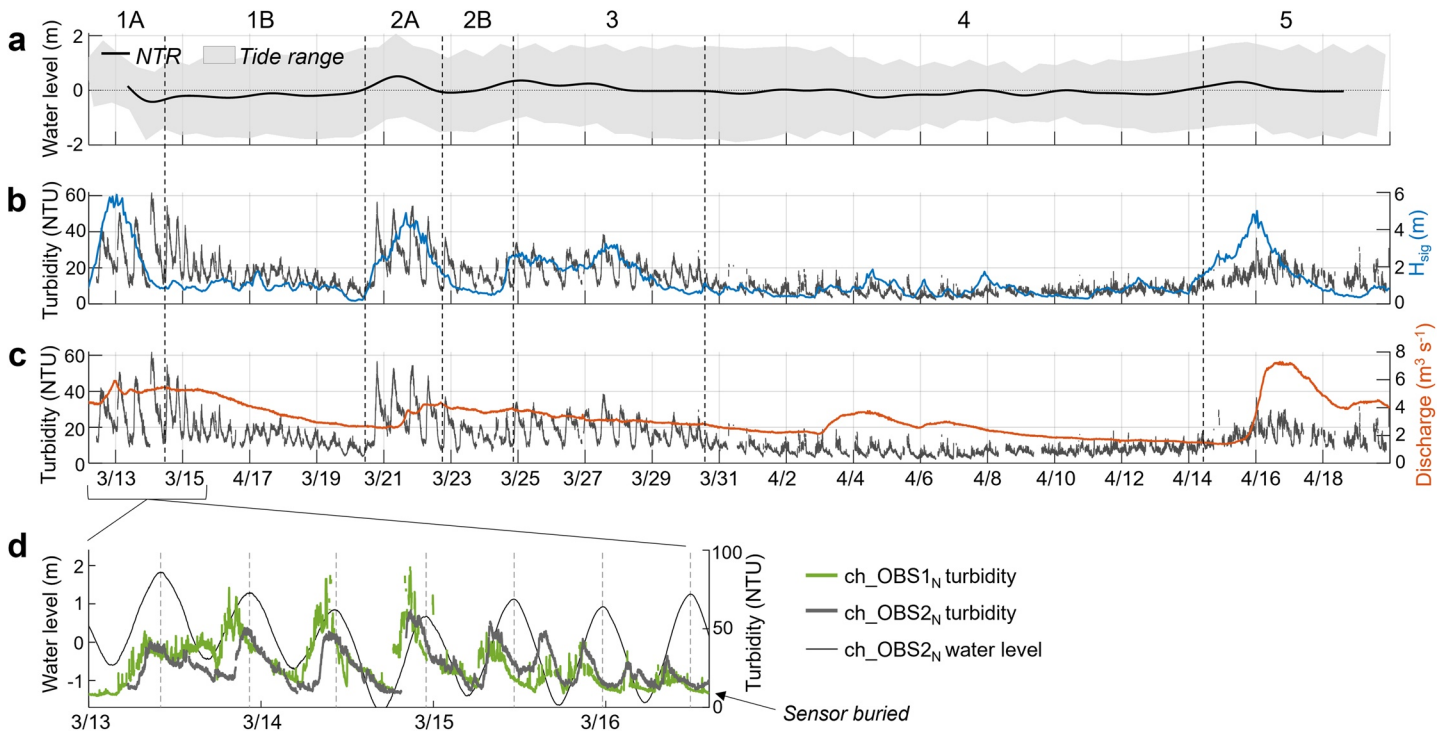 1A 1B 2A 2B 3 4 5
a
Water level (m)
2
0
-2
NTR Tide range
b
Turbidity (NTU)
60
40
20
0
6
4
2
0
Hsig (m)
c
Turbidity (NTU)
60
40
20
0
8
6
4
2
0
Discharge (m³ s⁻¹)
3/13 3/15 4/17 3/19 3/21 3/23 3/25 3/27 3/29 3/31 4/2 4/4 4/6 4/8 4/10 4/12 4/14 4/16 4/18
d
Water level (m)
2
1
0
-1
100
50
0
Turbidity (NTU)
3/13 3/14 3/15 3/16
ch_OBS1N turbidity
ch_OBS2N turbidity
ch_OBS2N water level
Sensor buried